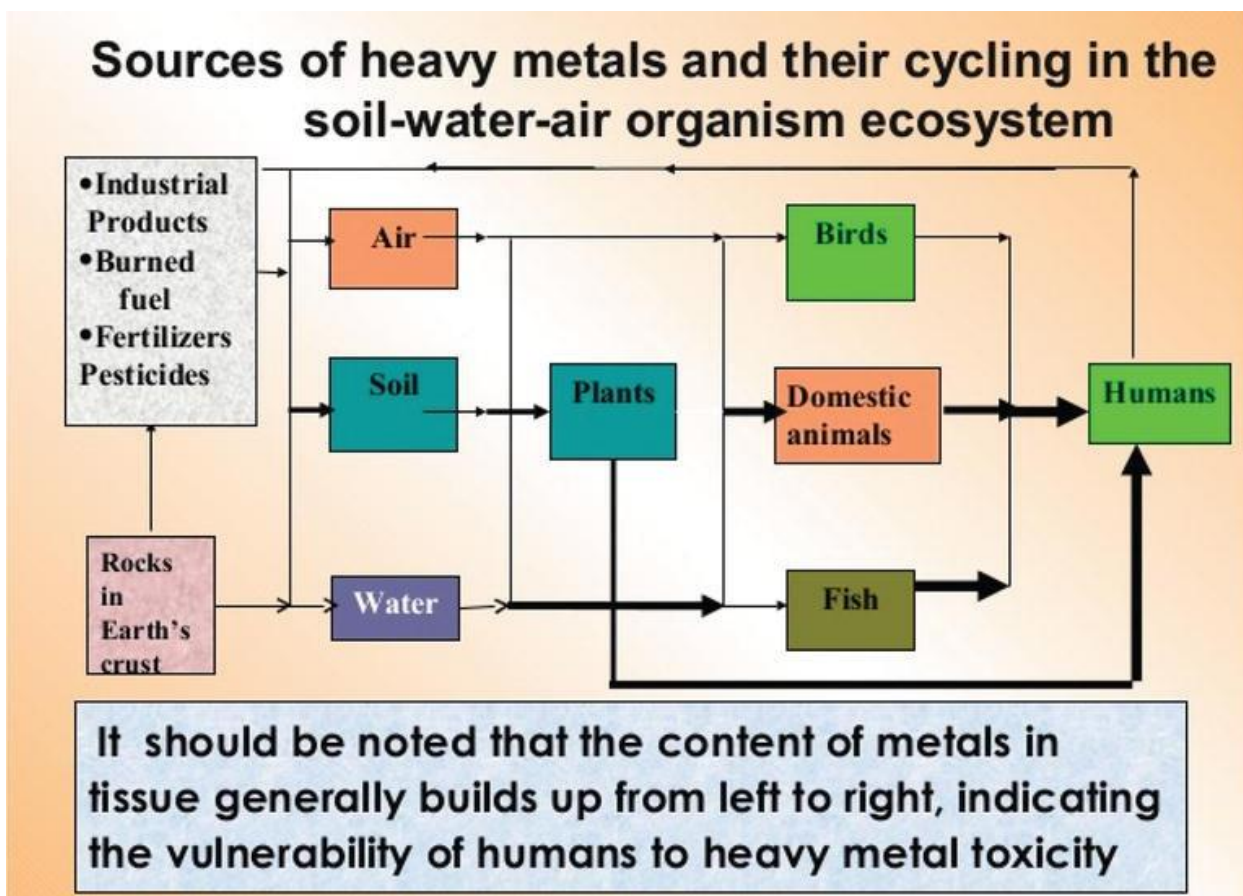 Sources of heavy metals and their cycling in the
soil-water-air organism ecosystem
•Industrial
Products
•Burned
fuel
•Fertilizers
Pesticides
Air
Birds
Soil
Plants
Domestic
animals
Humans
Rocks
in
Earth's
crust
Water
Fish
It should be noted that the content of metals in
tissue generally builds up from left to right, indicating
the vulnerability of humans to heavy metal toxicity